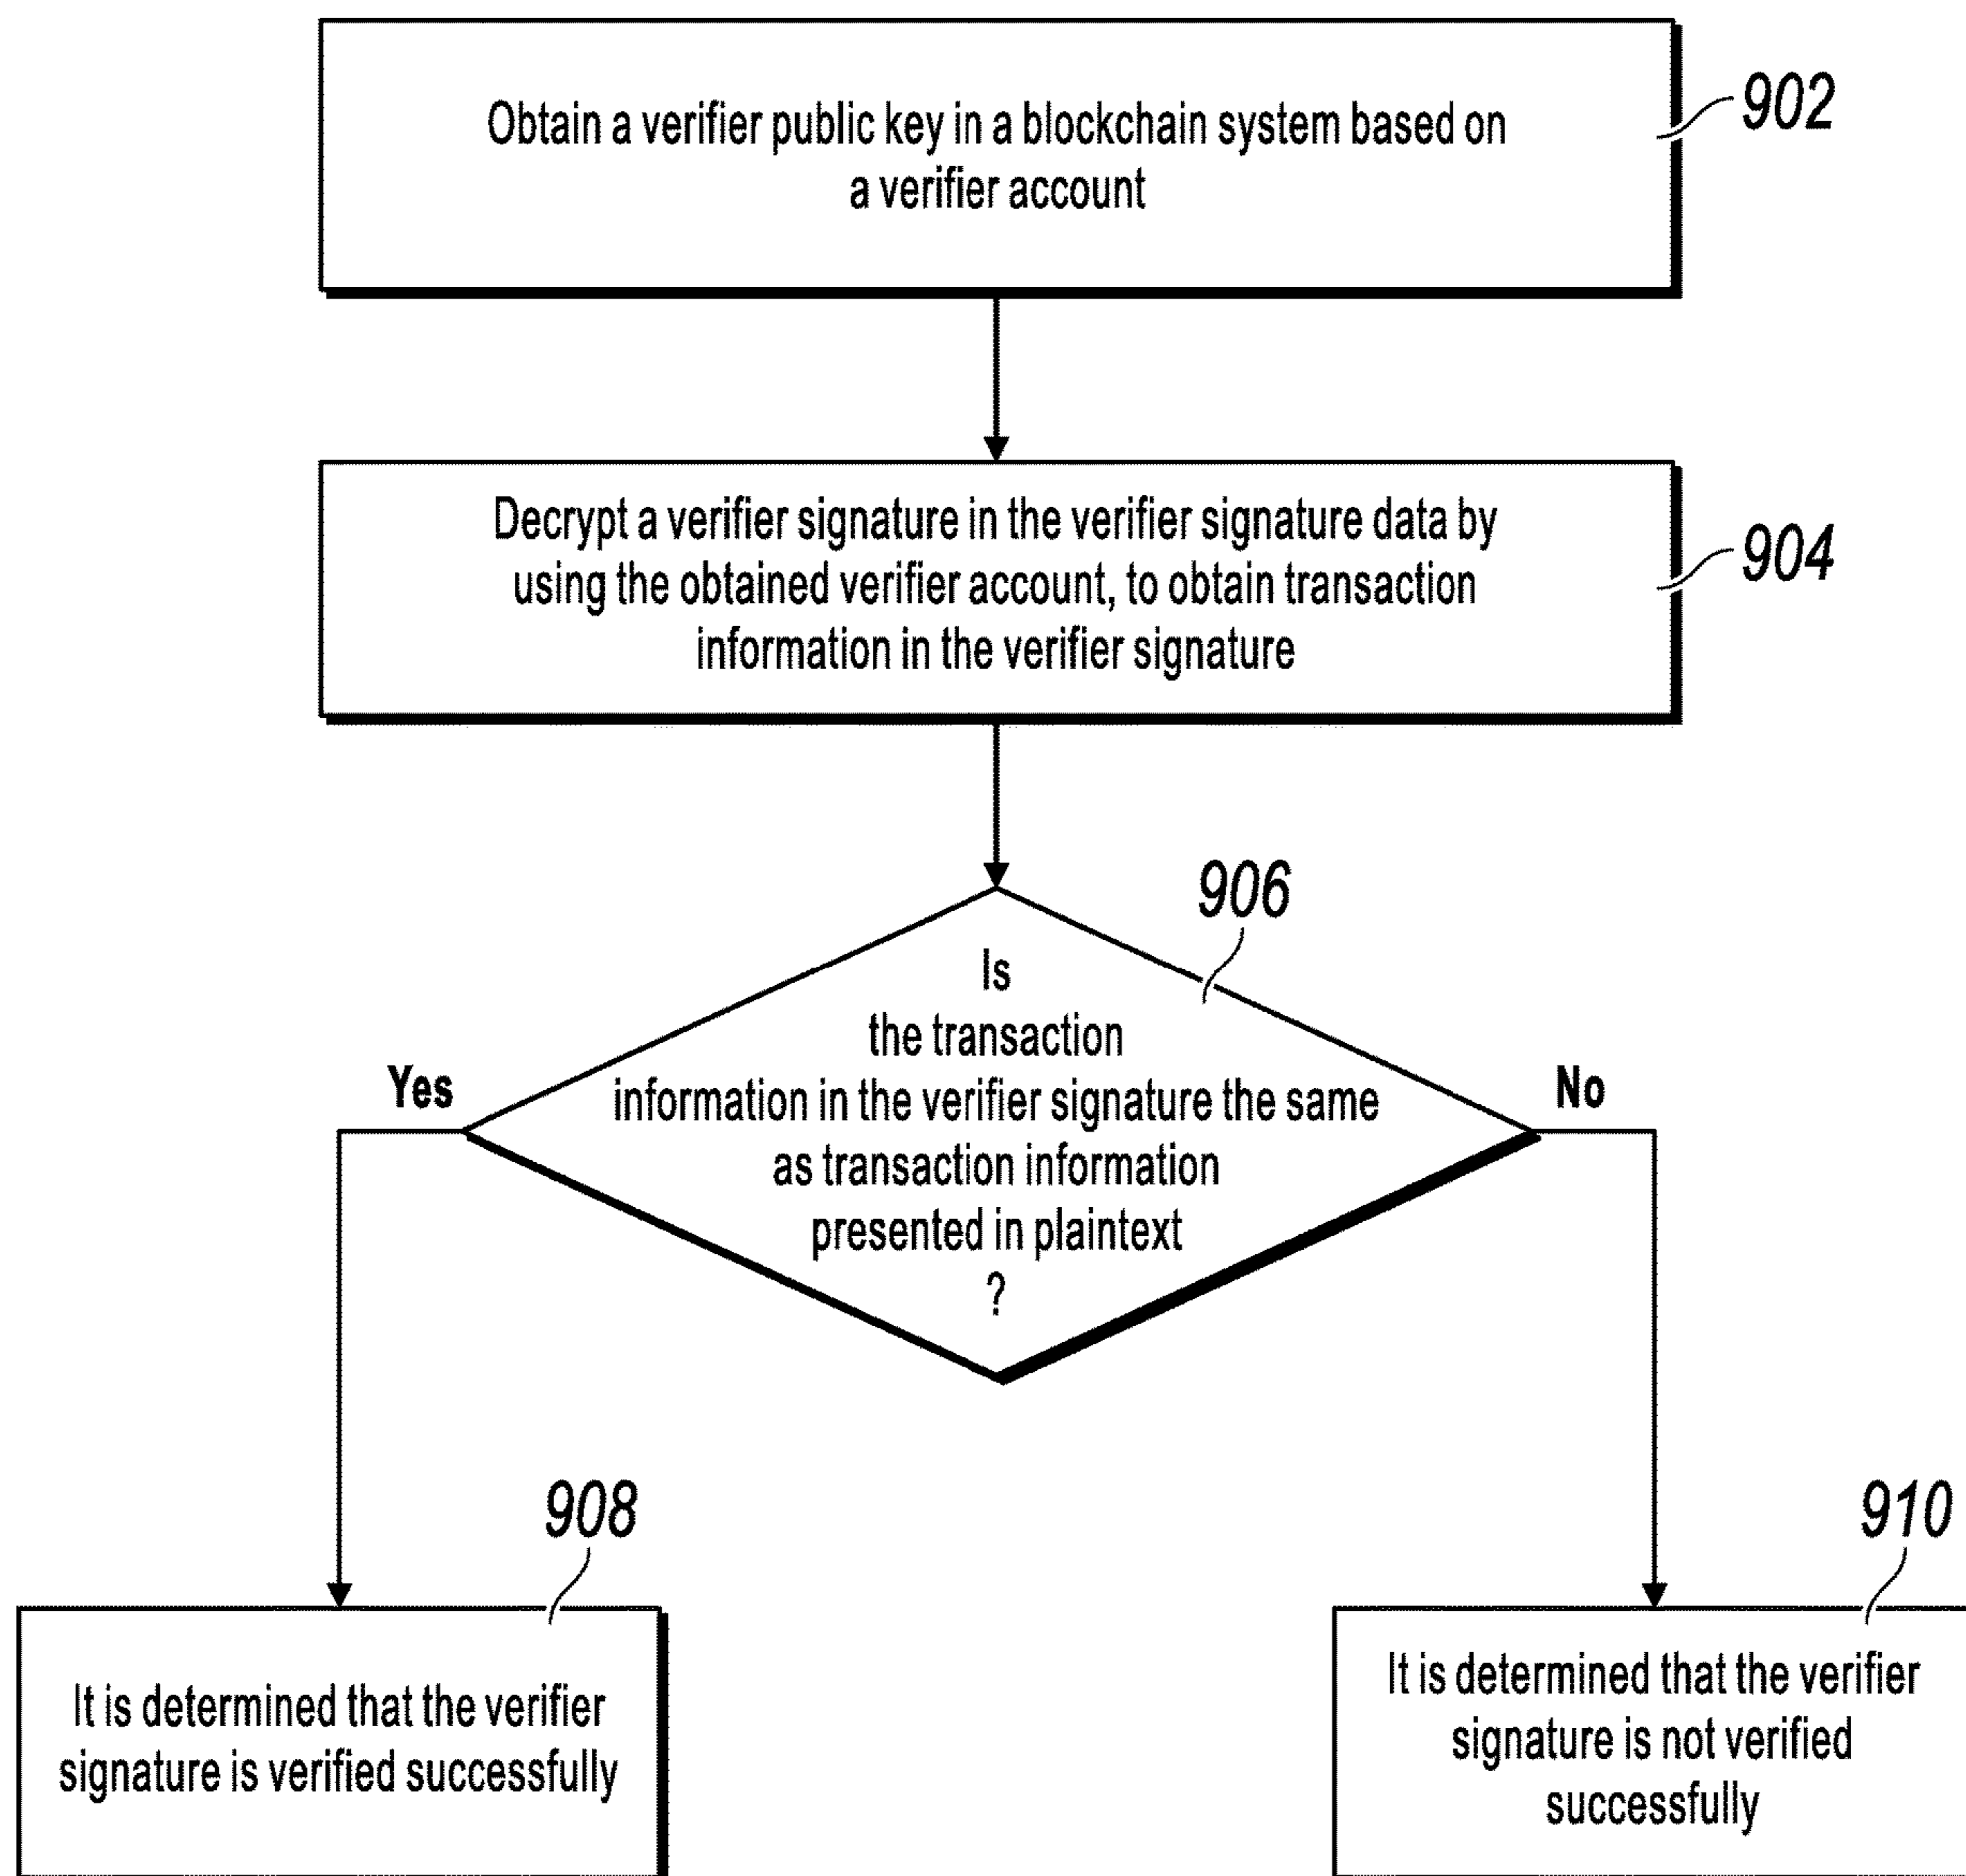 Obtain a verifier public key in a blockchain system based on
a verifier account
902
Decrypt a verifier signature in the verifier signature data by
using the obtained verifier account, to obtain transaction
information in the verifier signature
904
906
Is
the transaction
information in the verifier signature the same
as transaction information
presented in plaintext
?
Yes
No
908
It is determined that the verifier
signature is verified successfully
910
It is determined that the verifier
signature is not verified
successfully